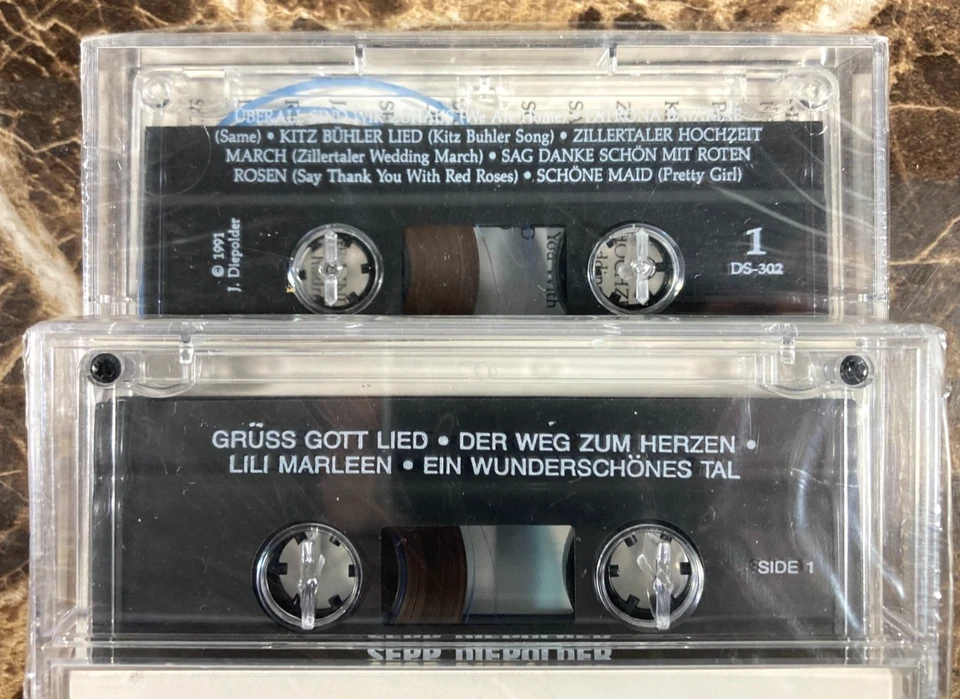 (Same) • KITZ BÜHLER LIED (Kitz Buhler Song) • ZILLERTALER HOCHZEIT
MARCH (Zillertaler Wedding March) • SAG DANKE SCHÖN MIT ROTEN
ROSEN (Say Thank You With Red Roses) • SCHÖNE MAID (Pretty Girl)
© 1991
J. Diepolder
1
DS-302
GRÜSS GOTT LIED • DER WEG ZUM HERZEN •
LILI MARLEEN • EIN WUNDERSCHÖNES TAL
SIDE 1
SEPP DIEPOLDER